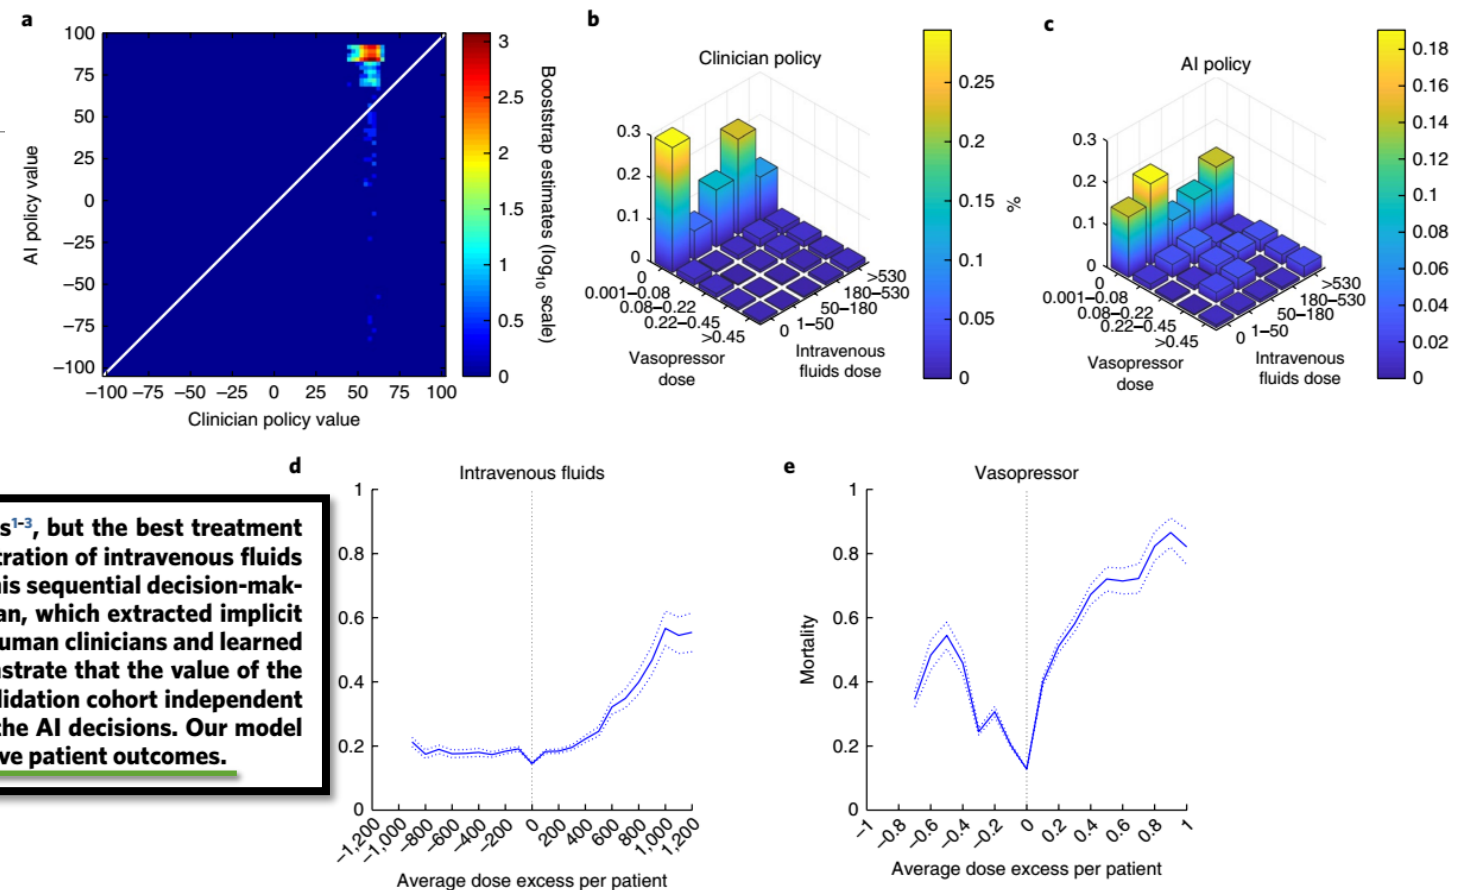 a
100
75
50
25
0
−25
−50
−75
−100
AI policy value
−100 −75 −50 −25 0 25 50 75 100
Clinician policy value
3
2.5
2
1.5
1
0.5
0
Booststrap estimates (log10 scale)
b
Clinician policy
0.3
0.2
0.1
0
0
0.001–0.08
0.08–0.22
0.22–0.45
>0.45
Vasopressor
dose
>530
180–530
50–180
1–50
0
Intravenous
fluids dose
0.25
0.2
0.15
0.1
0.05
0
%
c
AI policy
0.3
0.2
0.1
0
0
0.001–0.08
0.08–0.22
0.22–0.45
>0.45
Vasopressor
dose
>530
180–530
50–180
1–50
0
Intravenous
fluids dose
0.18
0.16
0.14
0.12
0.1
0.08
0.06
0.04
0.02
0
s1–3, but the best treatment
tration of intravenous fluids
his sequential decision-mak-
an, which extracted implicit
uman clinicians and learned
nstrate that the value of the
lidation cohort independent
the AI decisions. Our model
ve patient outcomes.
d
Intravenous fluids
1
0.8
0.6
0.4
0.2
0
−1,200 −1,000 −800 −600 −400 −200 0 200 400 600 800 1,000 1,200
Average dose excess per patient
e
Vasopressor
Mortality
1
0.8
0.6
0.4
0.2
0
−1 −0.8 −0.6 −0.4 −0.2 0 0.2 0.4 0.6 0.8 1
Average dose excess per patient